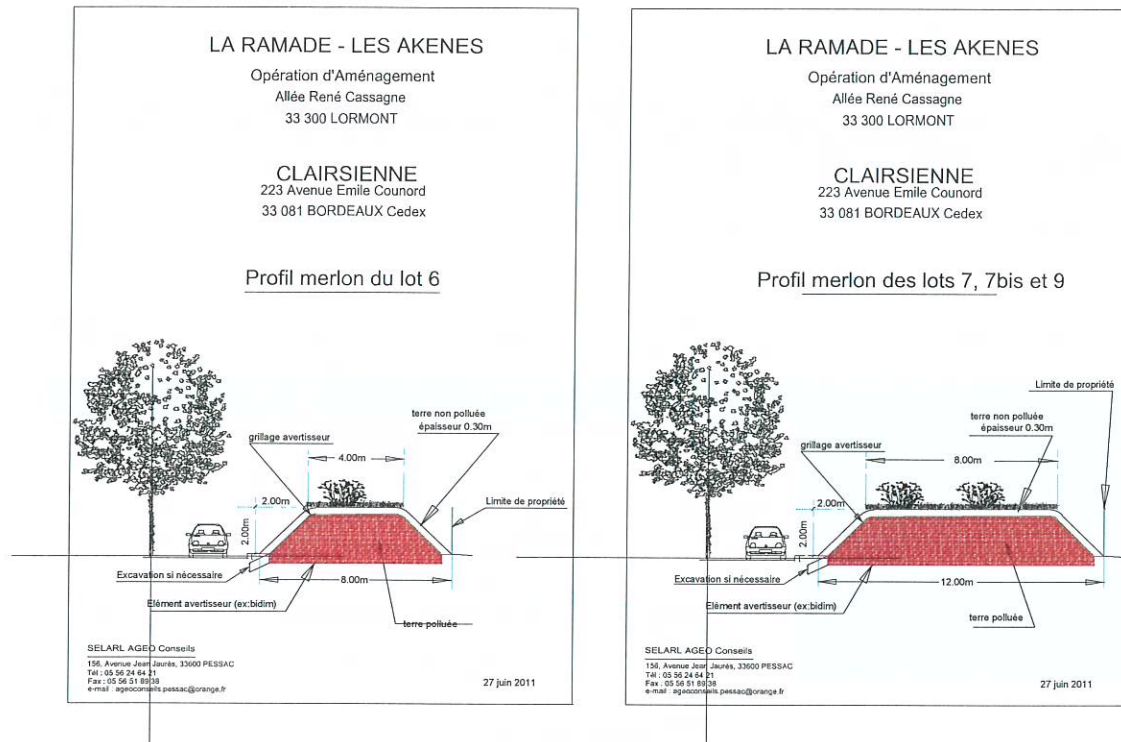 LA RAMADE - LES AKENES
Opération d'Aménagement
Allée René Cassagne
33 300 LORMONT
CLAIRSIENNE
223 Avenue Emile Counord
33 081 BORDEAUX Cedex
Profil merlon du lot 6
terre non polluée
épaisseur 0.30m
grillage avertisseur
4.00m
2.00m
Limite de propriété
2.00m
Excavation si nécessaire
8.00m
Elément avertisseur (ex:bidim)
terre polluée
SELARL AGEO Conseils
156, Avenue Jean Jaurés, 33600 PESSAC
Tél : 05 56 24 64 21
Fax : 05 56 51 89 38
e-mail : ageoconseils.pessac@orange.fr
27 juin 2011
LA RAMADE - LES AKENES
Opération d'Aménagement
Allée René Cassagne
33 300 LORMONT
CLAIRSIENNE
223 Avenue Emile Counord
33 081 BORDEAUX Cedex
Profil merlon des lots 7, 7bis et 9
Limite de propriété
terre non polluée
épaisseur 0.30m
grillage avertisseur
8.00m
2.00m
2.00m
Excavation si nécessaire
12.00m
Elément avertisseur (ex:bidim)
terre polluée
SELARL AGEO Conseils
156, Avenue Jean Jaurés, 33600 PESSAC
Tél : 05 56 24 64 21
Fax : 05 56 51 89 38
e-mail : ageoconseils.pessac@orange.fr
27 juin 2011